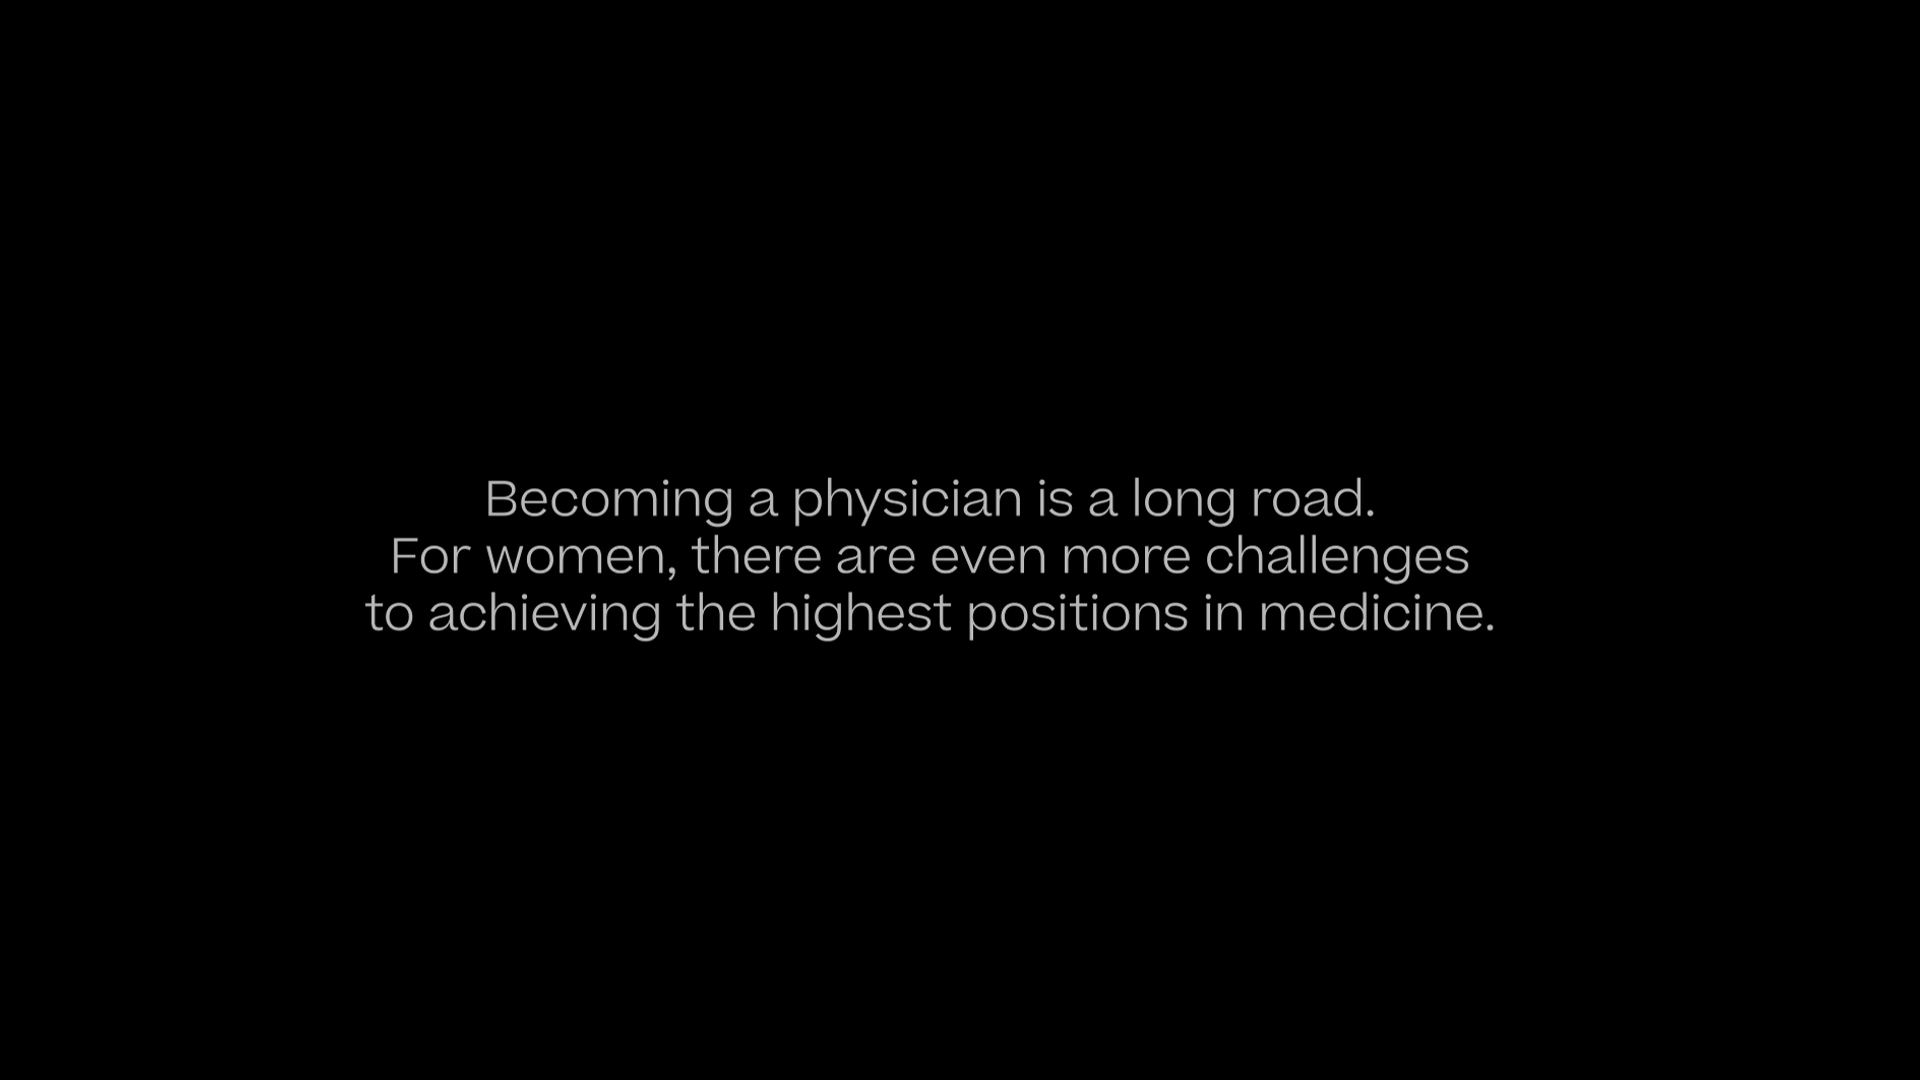 Becoming a physician is a long road.
For women, there are even more challenges
to achieving the highest positions in medicine.